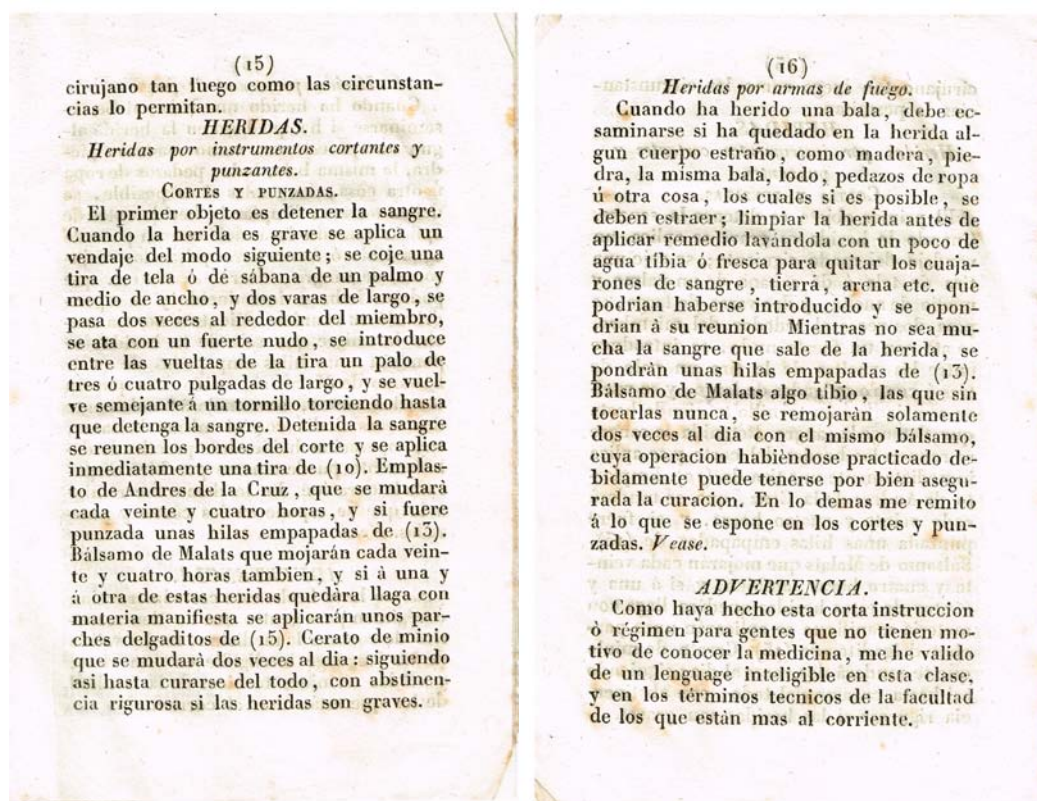 (15)
cirujano tan luego como las circunstan-
cias lo permitan.
HERIDAS.
Heridas por instrumentos cortantes y
punzantes.
CORTES Y PUNZADAS.
El primer objeto es detener la sangre.
Cuando la herida es grave se aplica un
vendaje del modo siguiente; se coje una
tira de tela ó de sábana de un palmo y
medio de ancho, y dos varas de largo, se
pasa dos veces al rededor del miembro,
se ata con un fuerte nudo, se introduce
entre las vueltas de la tira un palo de
tres ó cuatro pulgadas de largo, y se vuel-
ve semejante á un tornillo torciendo hasta
que detenga la sangre. Detenida la sangre
se reunen los bordes del corte y se aplica
inmediatamente una tira de (10). Emplas-
to de Andres de la Cruz, que se mudarà
cada veinte y cuatro horas, y si fuere
punzada unas hilas empapadas de (13).
Bálsamo de Malats que mojarán cada vein-
te y cuatro horas tambien, y si à una y
á otra de estas heridas quedàra llaga con
materia manifiesta se aplicarán unos par-
ches delgaditos de (15). Cerato de minio
que se mudarà dos veces al dia: siguiendo
asi hasta curarse del todo, con abstinen-
cia rigurosa si las heridas son graves.
(16)
Heridas por armas de fuego.
Cuando ha herido una bala, debe ec-
saminarse si ha quedado en la herida al-
gun cuerpo estraño, como madera, pie-
dra, la misma bala, lodo, pedazos de ropa
ú otra cosa, los cuales si es posible, se
deben estraer; limpiar la herida antes de
aplicar remedio lavándola con un poco de
agua tíbia ó fresca para quitar los cuaja-
rones de sangre, tierrá, arena etc. que
podrian haberse introducido y se opon-
drian à su reunion Mientras no sea mu-
cha la sangre que sale de la herida, se
pondràn unas hilas empapadas de (13).
Bálsamo de Malats algo tíbio, las que sin
tocarlas nunca, se remojaràn solamente
dos veces al dia con el mismo bálsamo,
cuya operacion habièndose practicado de-
bidamente puede tenerse por bien asegu-
rada la curacion. En lo demas me remito
á lo que se espone en los cortes y pun-
zadas. Vease.
ADVERTENCIA.
Como haya hecho esta corta instruccion
ò régimen para gentes que no tienen mo-
tivo de conocer la medicina, me he valido
de un lenguage inteligible en esta clase,
y en los términos tecnicos de la facultad
de los que están mas al corriente.